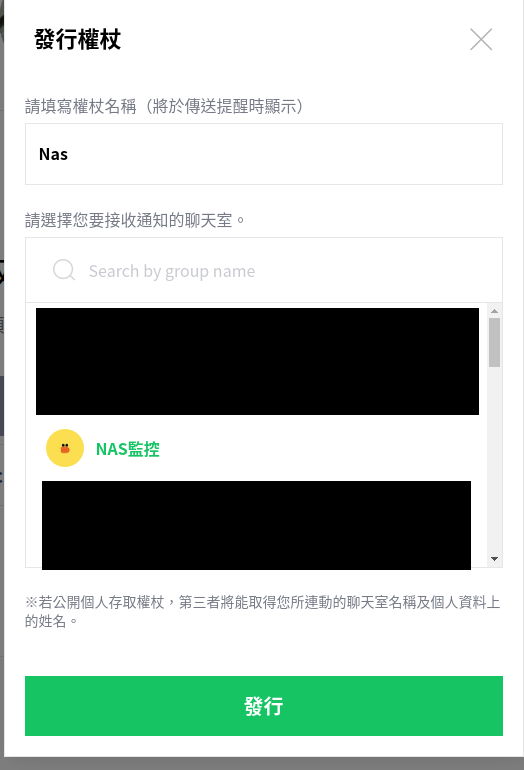 發行權杖
請填寫權杖名稱（將於傳送提醒時顯示）
Nas
請選擇您要接收通知的聊天室。
Search by group name
NAS監控
※若公開個人存取權杖，第三者將能取得您所連動的聊天室名稱及個人資料上
的姓名。
發行